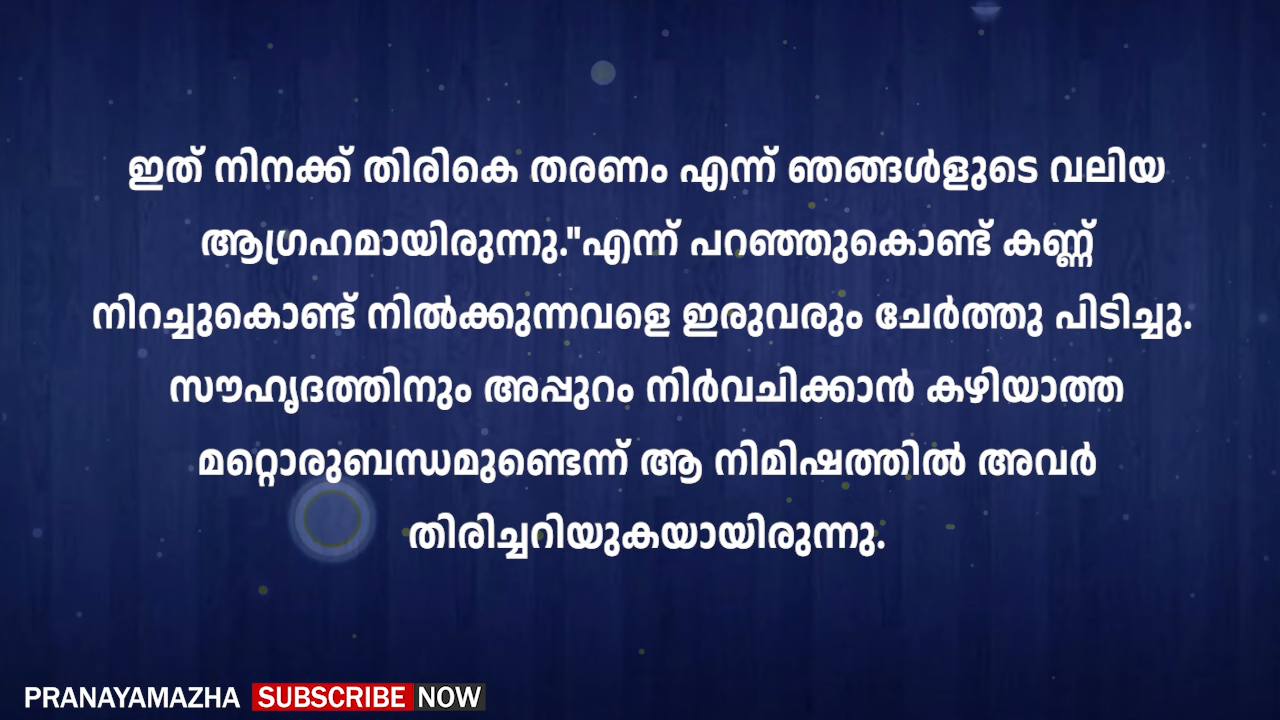 ഇത് നിനക്ക് തിരികെ തരണം എന്ന് ഞങ്ങൾളുടെ വലിയ
ആഗ്രഹമായിരുന്നു."എന്ന് പറഞ്ഞുകൊണ്ട് കണ്ണ്
നിറച്ചുകൊണ്ട് നിൽക്കുന്നവളെ ഇരുവരും ചേർത്തു പിടിച്ചു.
സൗഹൃദത്തിനും അപ്പുറം നിർവചിക്കാൻ കഴിയാത്ത
മറ്റൊരുബന്ധമുണ്ടെന്ന് ആ നിമിഷത്തിൽ അവർ
തിരിച്ചറിയുകയായിരുന്നു.
PRANAYAMAZHA SUBSCRIBE NOW